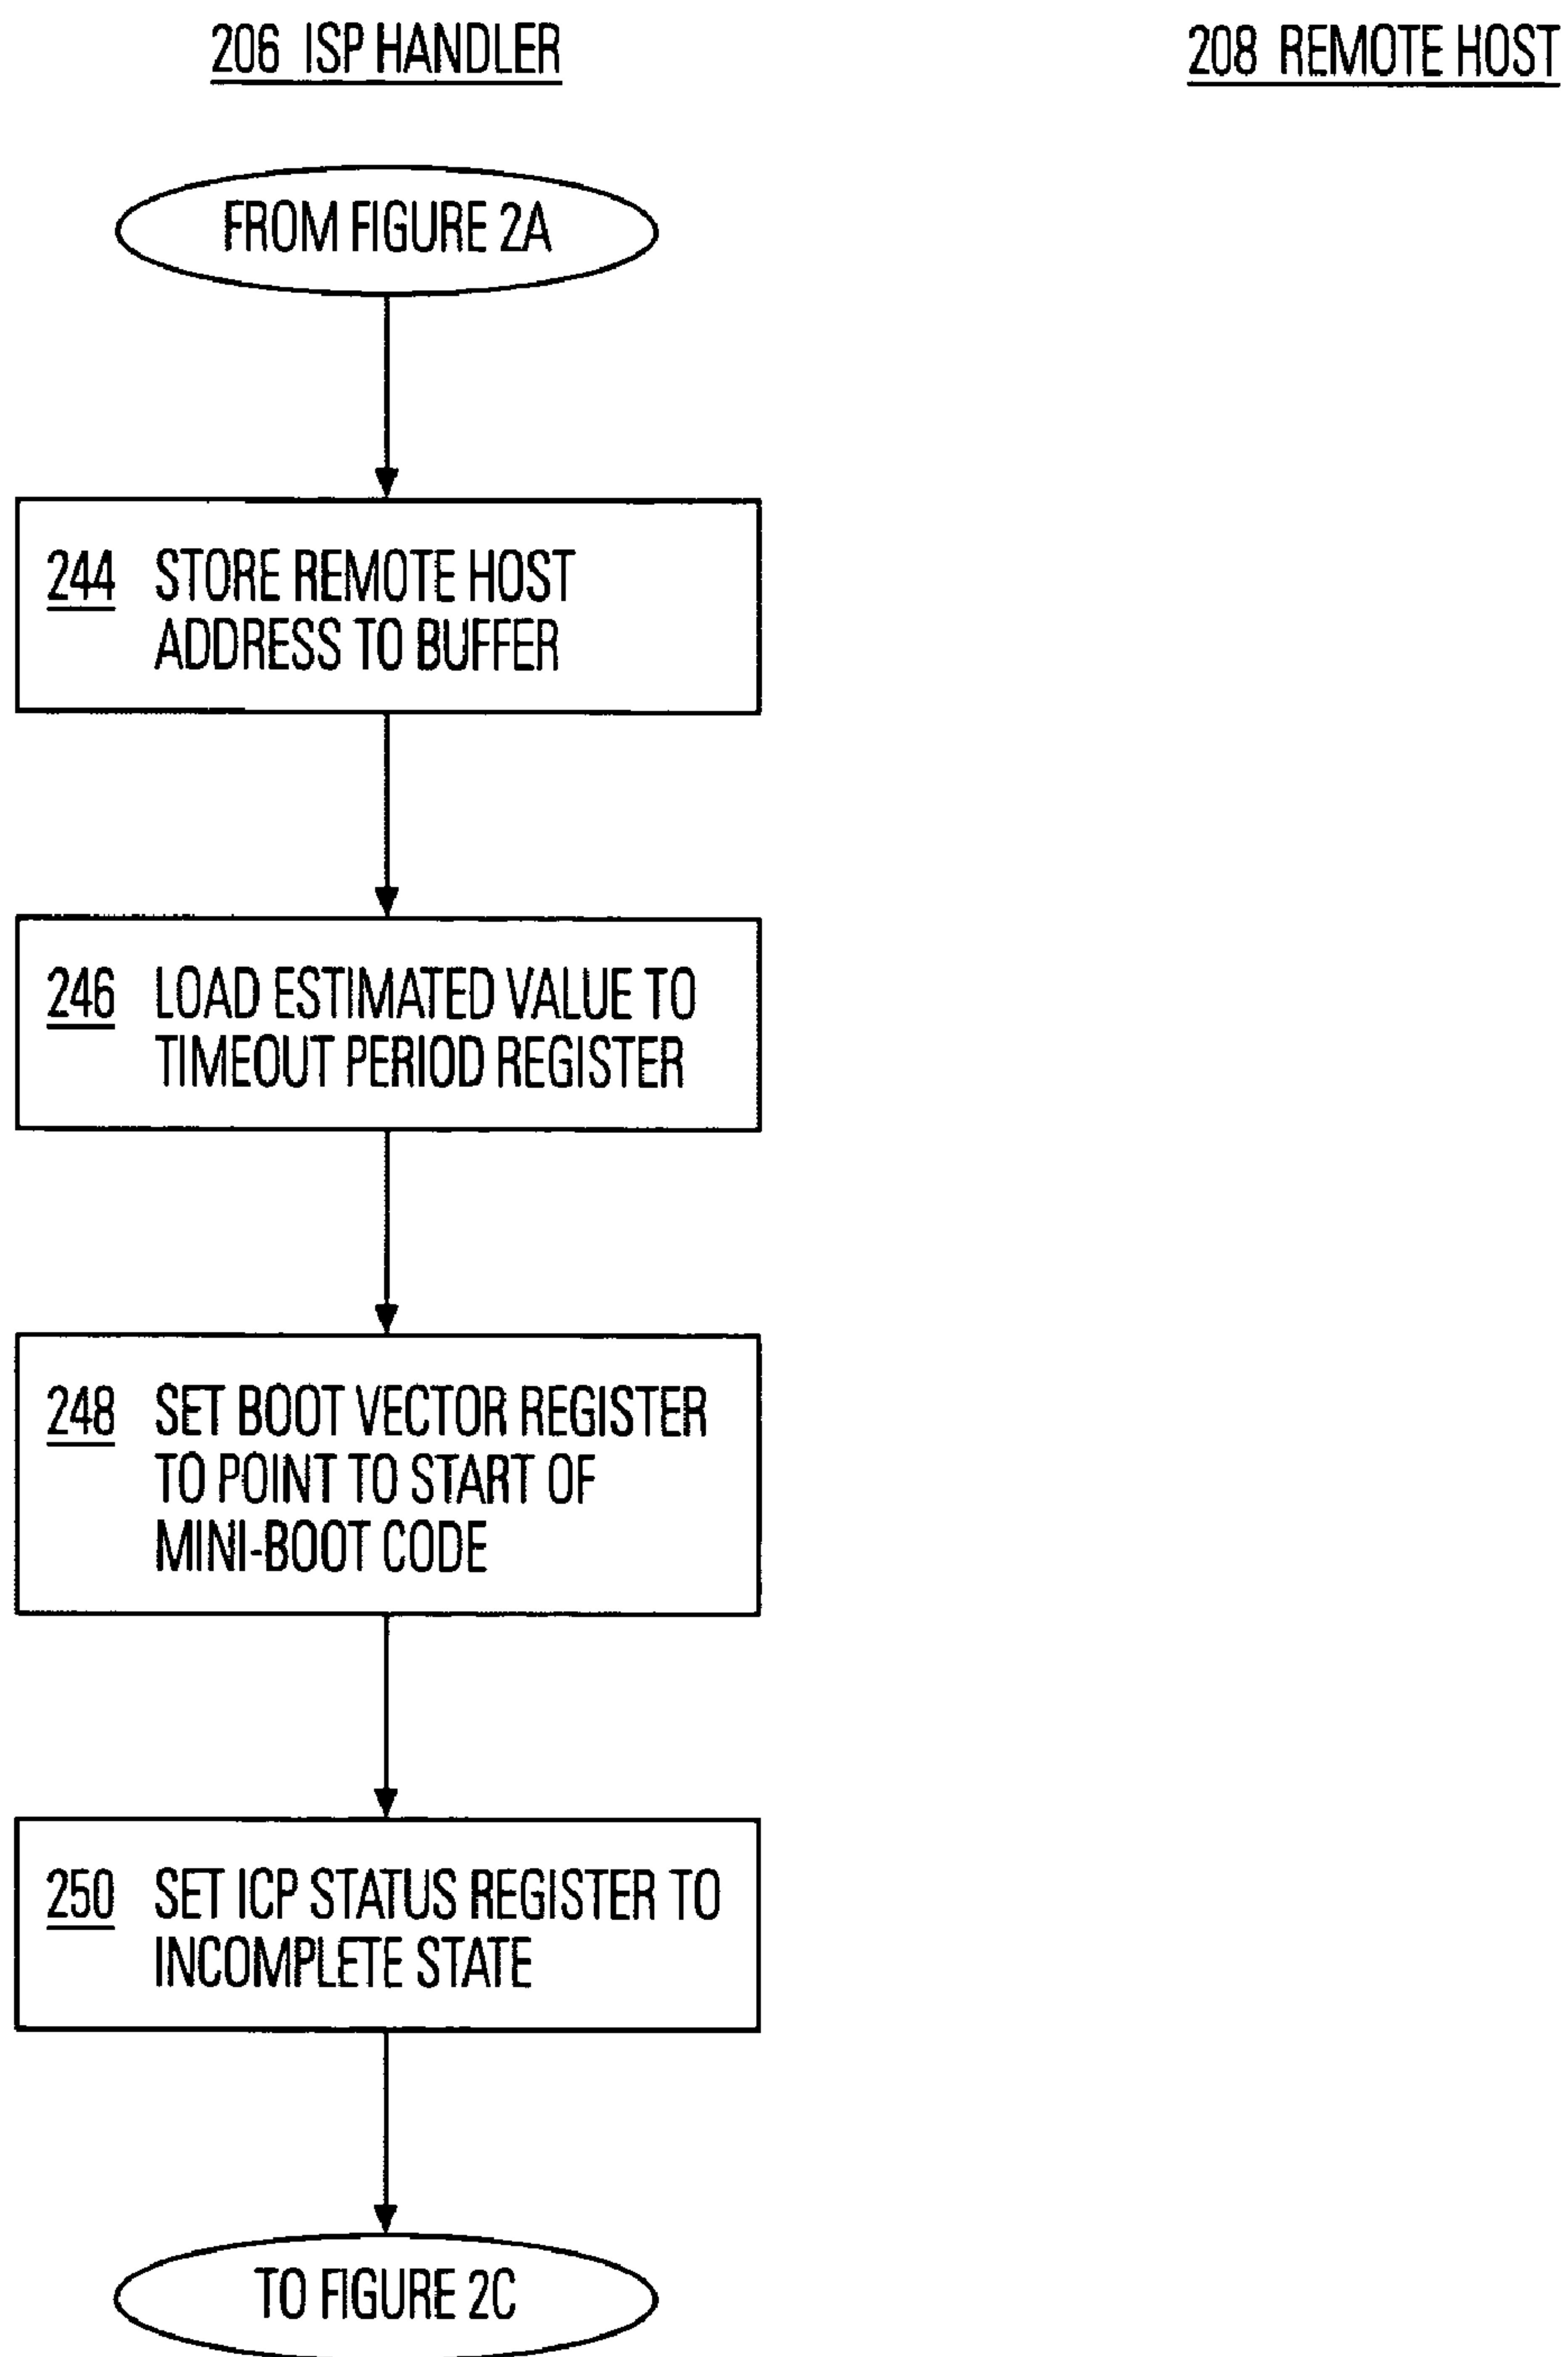 206 ISP HANDLER
208 REMOTE HOST
FROM FIGURE 2A
244 STORE REMOTE HOST
ADDRESS TO BUFFER
246 LOAD ESTIMATED VALUE TO
TIMEOUT PERIOD REGISTER
248 SET BOOT VECTOR REGISTER
TO POINT TO START OF
MINI-BOOT CODE
250 SET ICP STATUS REGISTER TO
INCOMPLETE STATE
TO FIGURE 2C